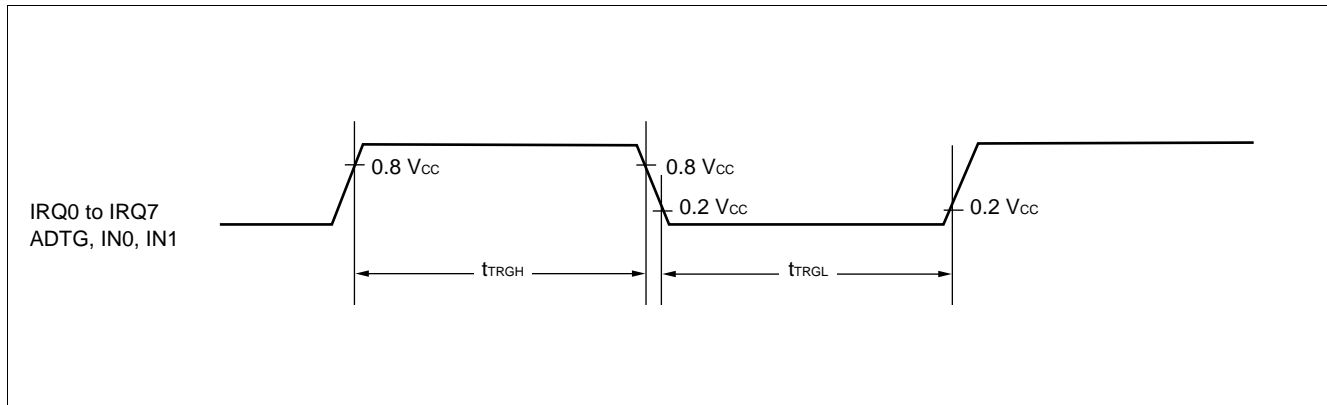 0.8 VCC
0.8 VCC
IRQ0 to IRQ7
ADTG, IN0, IN1
0.2 VCC
0.2 VCC
tTRGH
tTRGL